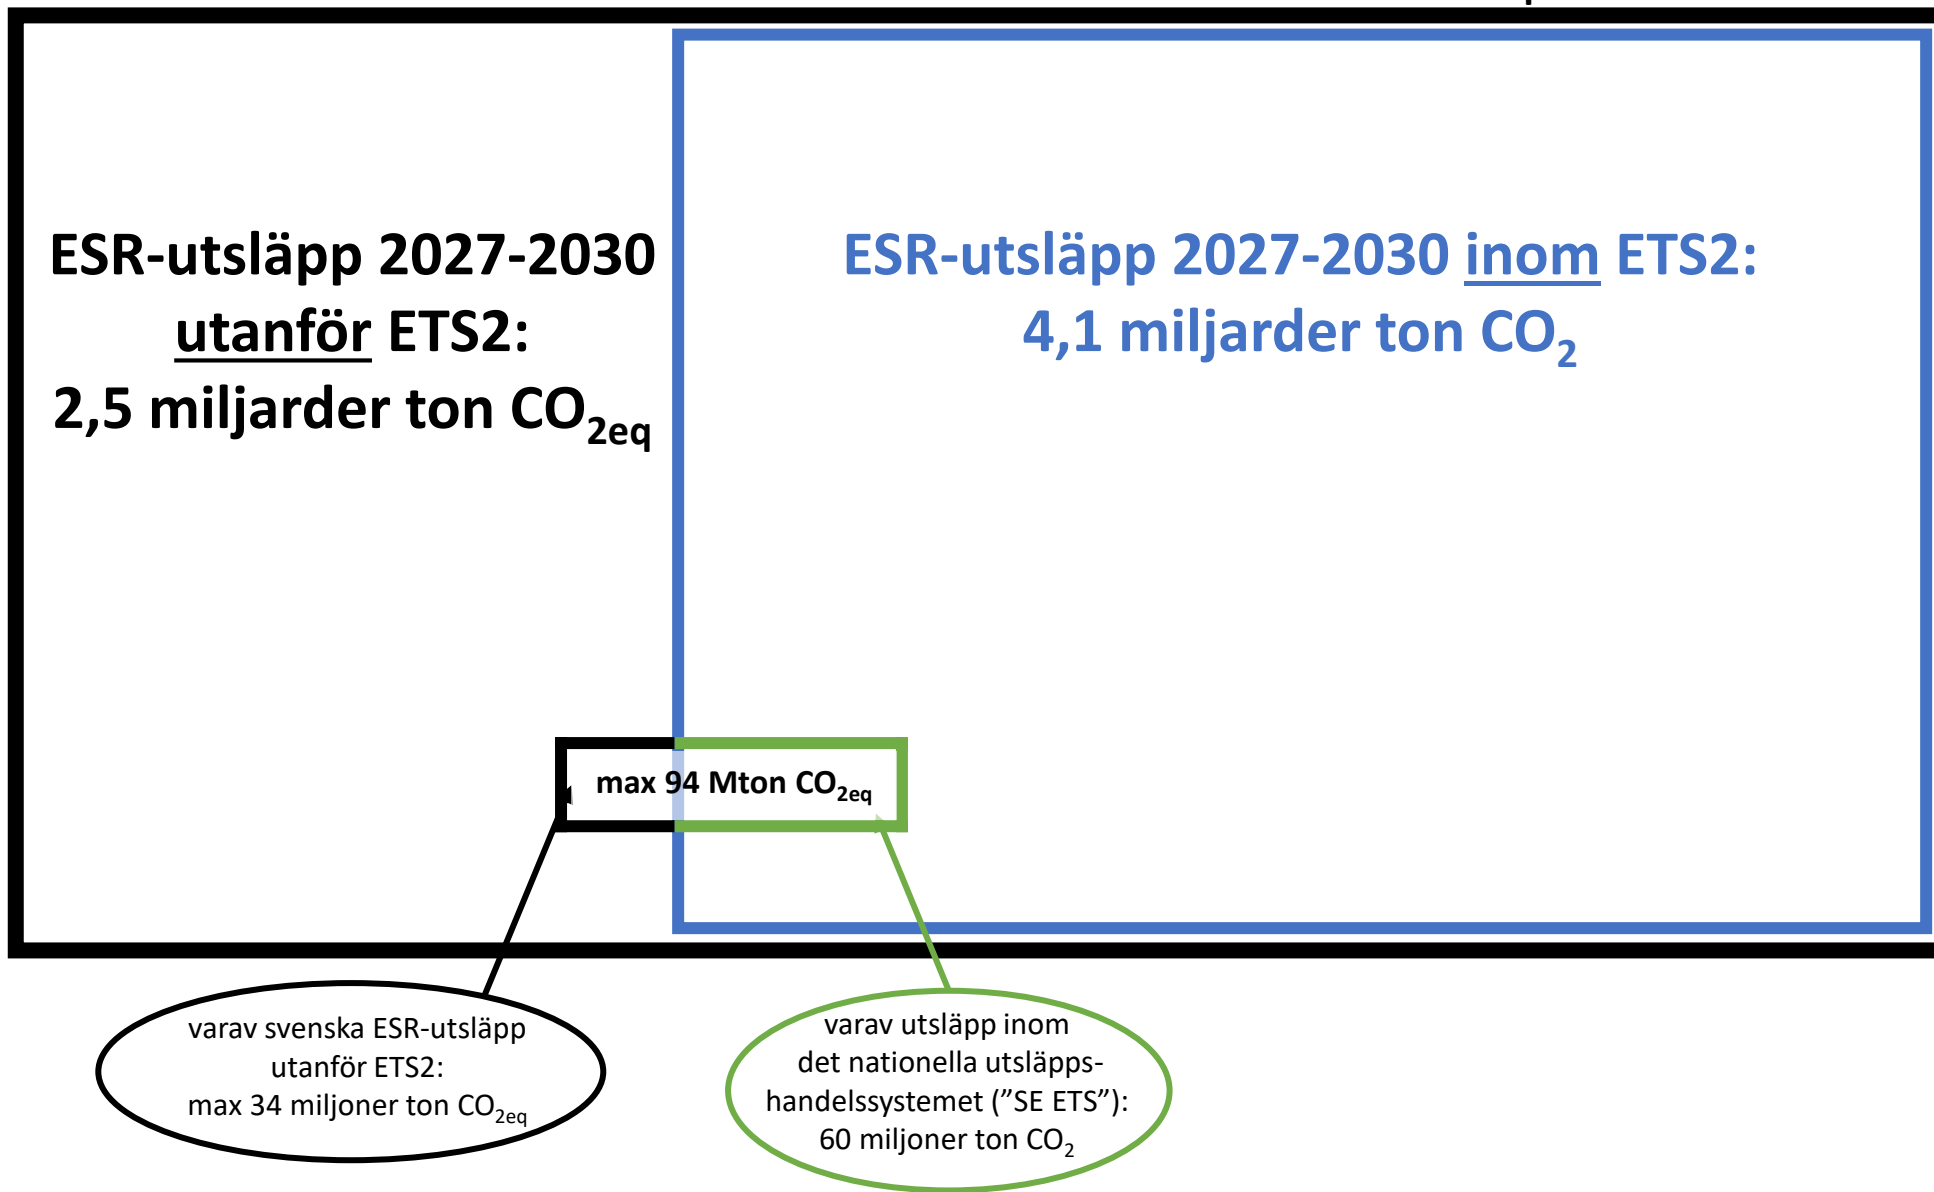 ESR-utsläpp 2027-2030
utanför ETS2:
2,5 miljarder ton CO2eq
ESR-utsläpp 2027-2030 inom ETS2:
4,1 miljarder ton CO2
max 94 Mton CO2eq
varav svenska ESR-utsläpp
utanför ETS2:
max 34 miljoner ton CO2eq
varav utsläpp inom
det nationella utsläpps-
handelssystemet (”SE ETS”):
60 miljoner ton CO2